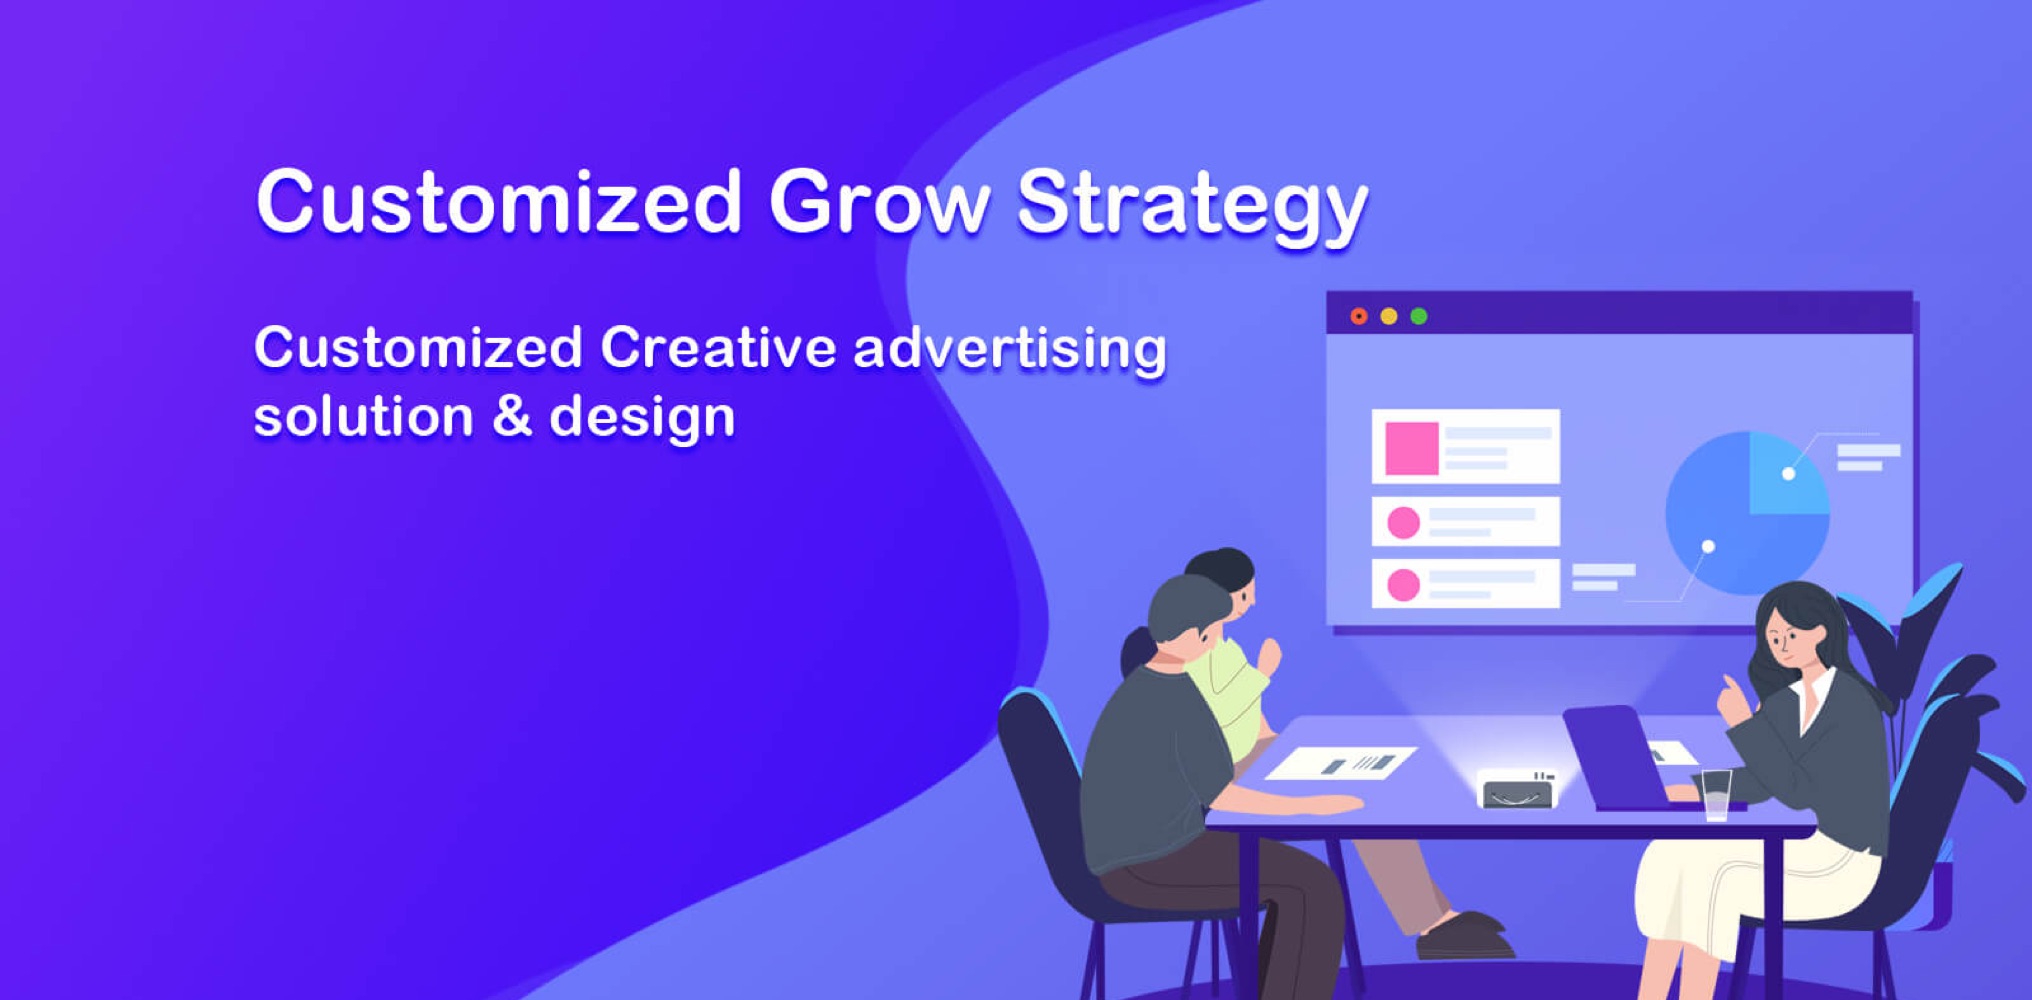 Customized Grow Strategy
Customized Creative advertising
solution & design